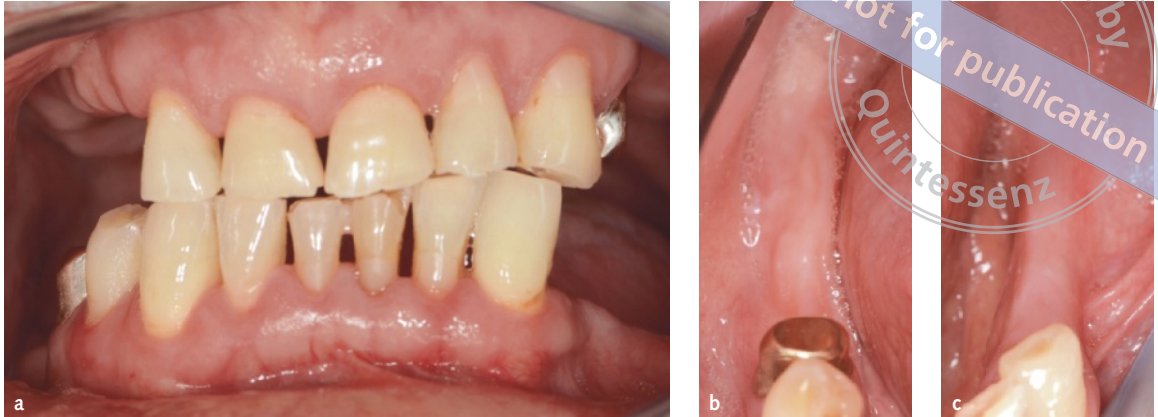 a
b
c
not for publication
by
Quintessenz